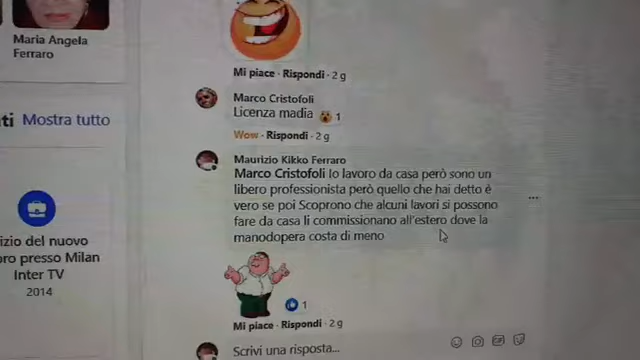 Maria Angela
Ferraro
ti Mostra tutto
izio del nuovo
oro presso Milan
Inter TV
2014
Mi piace · Rispondi · 2 g
Marco Cristofoli
Licenza madia 1
Wow · Rispondi · 2 g
Maurizio Kikko Ferraro
Marco Cristofoli Io lavoro da casa però sono un
libero professionista però quello che hai detto è
vero se poi Scoprono che alcuni lavori si possono
fare da casa li commissionano all'estero dove la
manodopera costa di meno
1
Mi piace · Rispondi · 2 g
Scrivi una risposta...